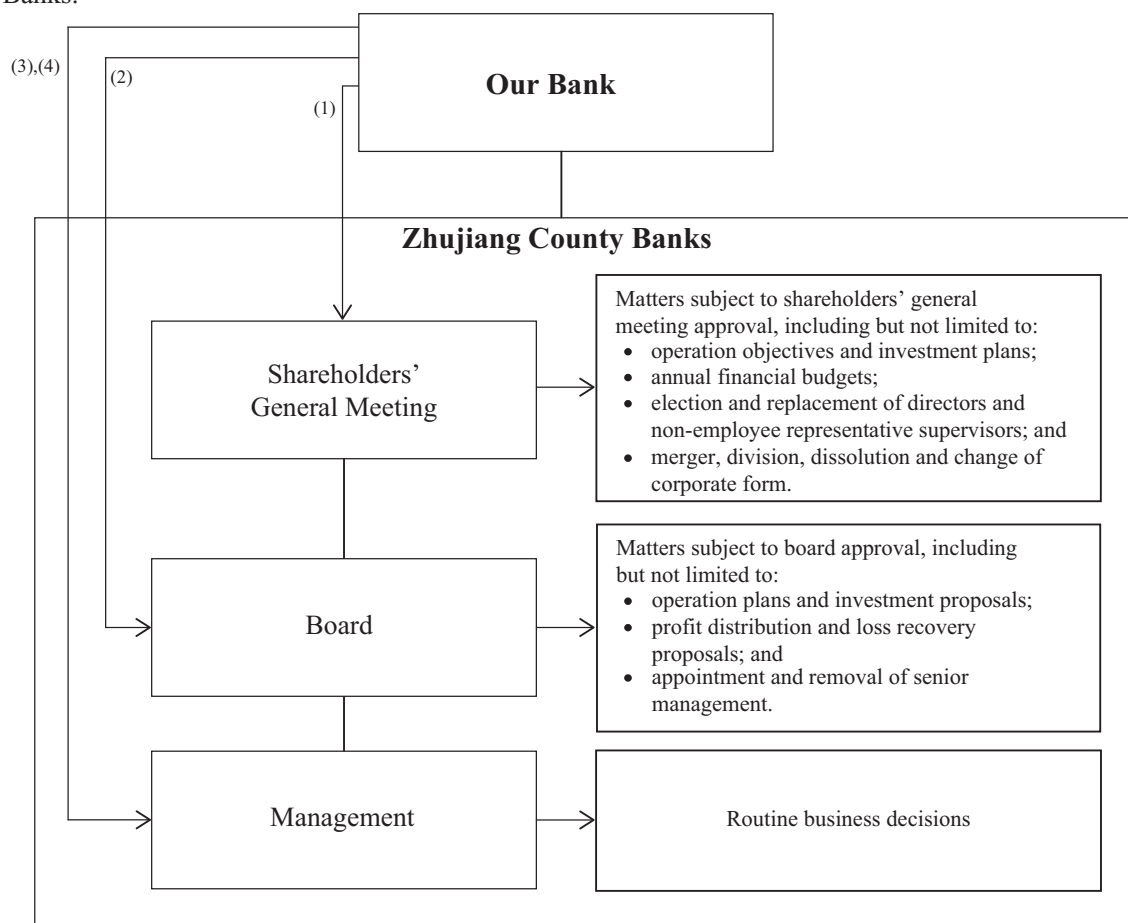 Banks:
(3),(4)
(2)
(1)
Our Bank
Zhujiang County Banks
Shareholders’
General Meeting
Matters subject to shareholders’ general
meeting approval, including but not limited to:
• operation objectives and investment plans;
• annual financial budgets;
• election and replacement of directors and
non-employee representative supervisors; and
• merger, division, dissolution and change of
corporate form.
Board
Matters subject to board approval, including
but not limited to:
• operation plans and investment proposals;
• profit distribution and loss recovery
proposals; and
• appointment and removal of senior
management.
Management
Routine business decisions